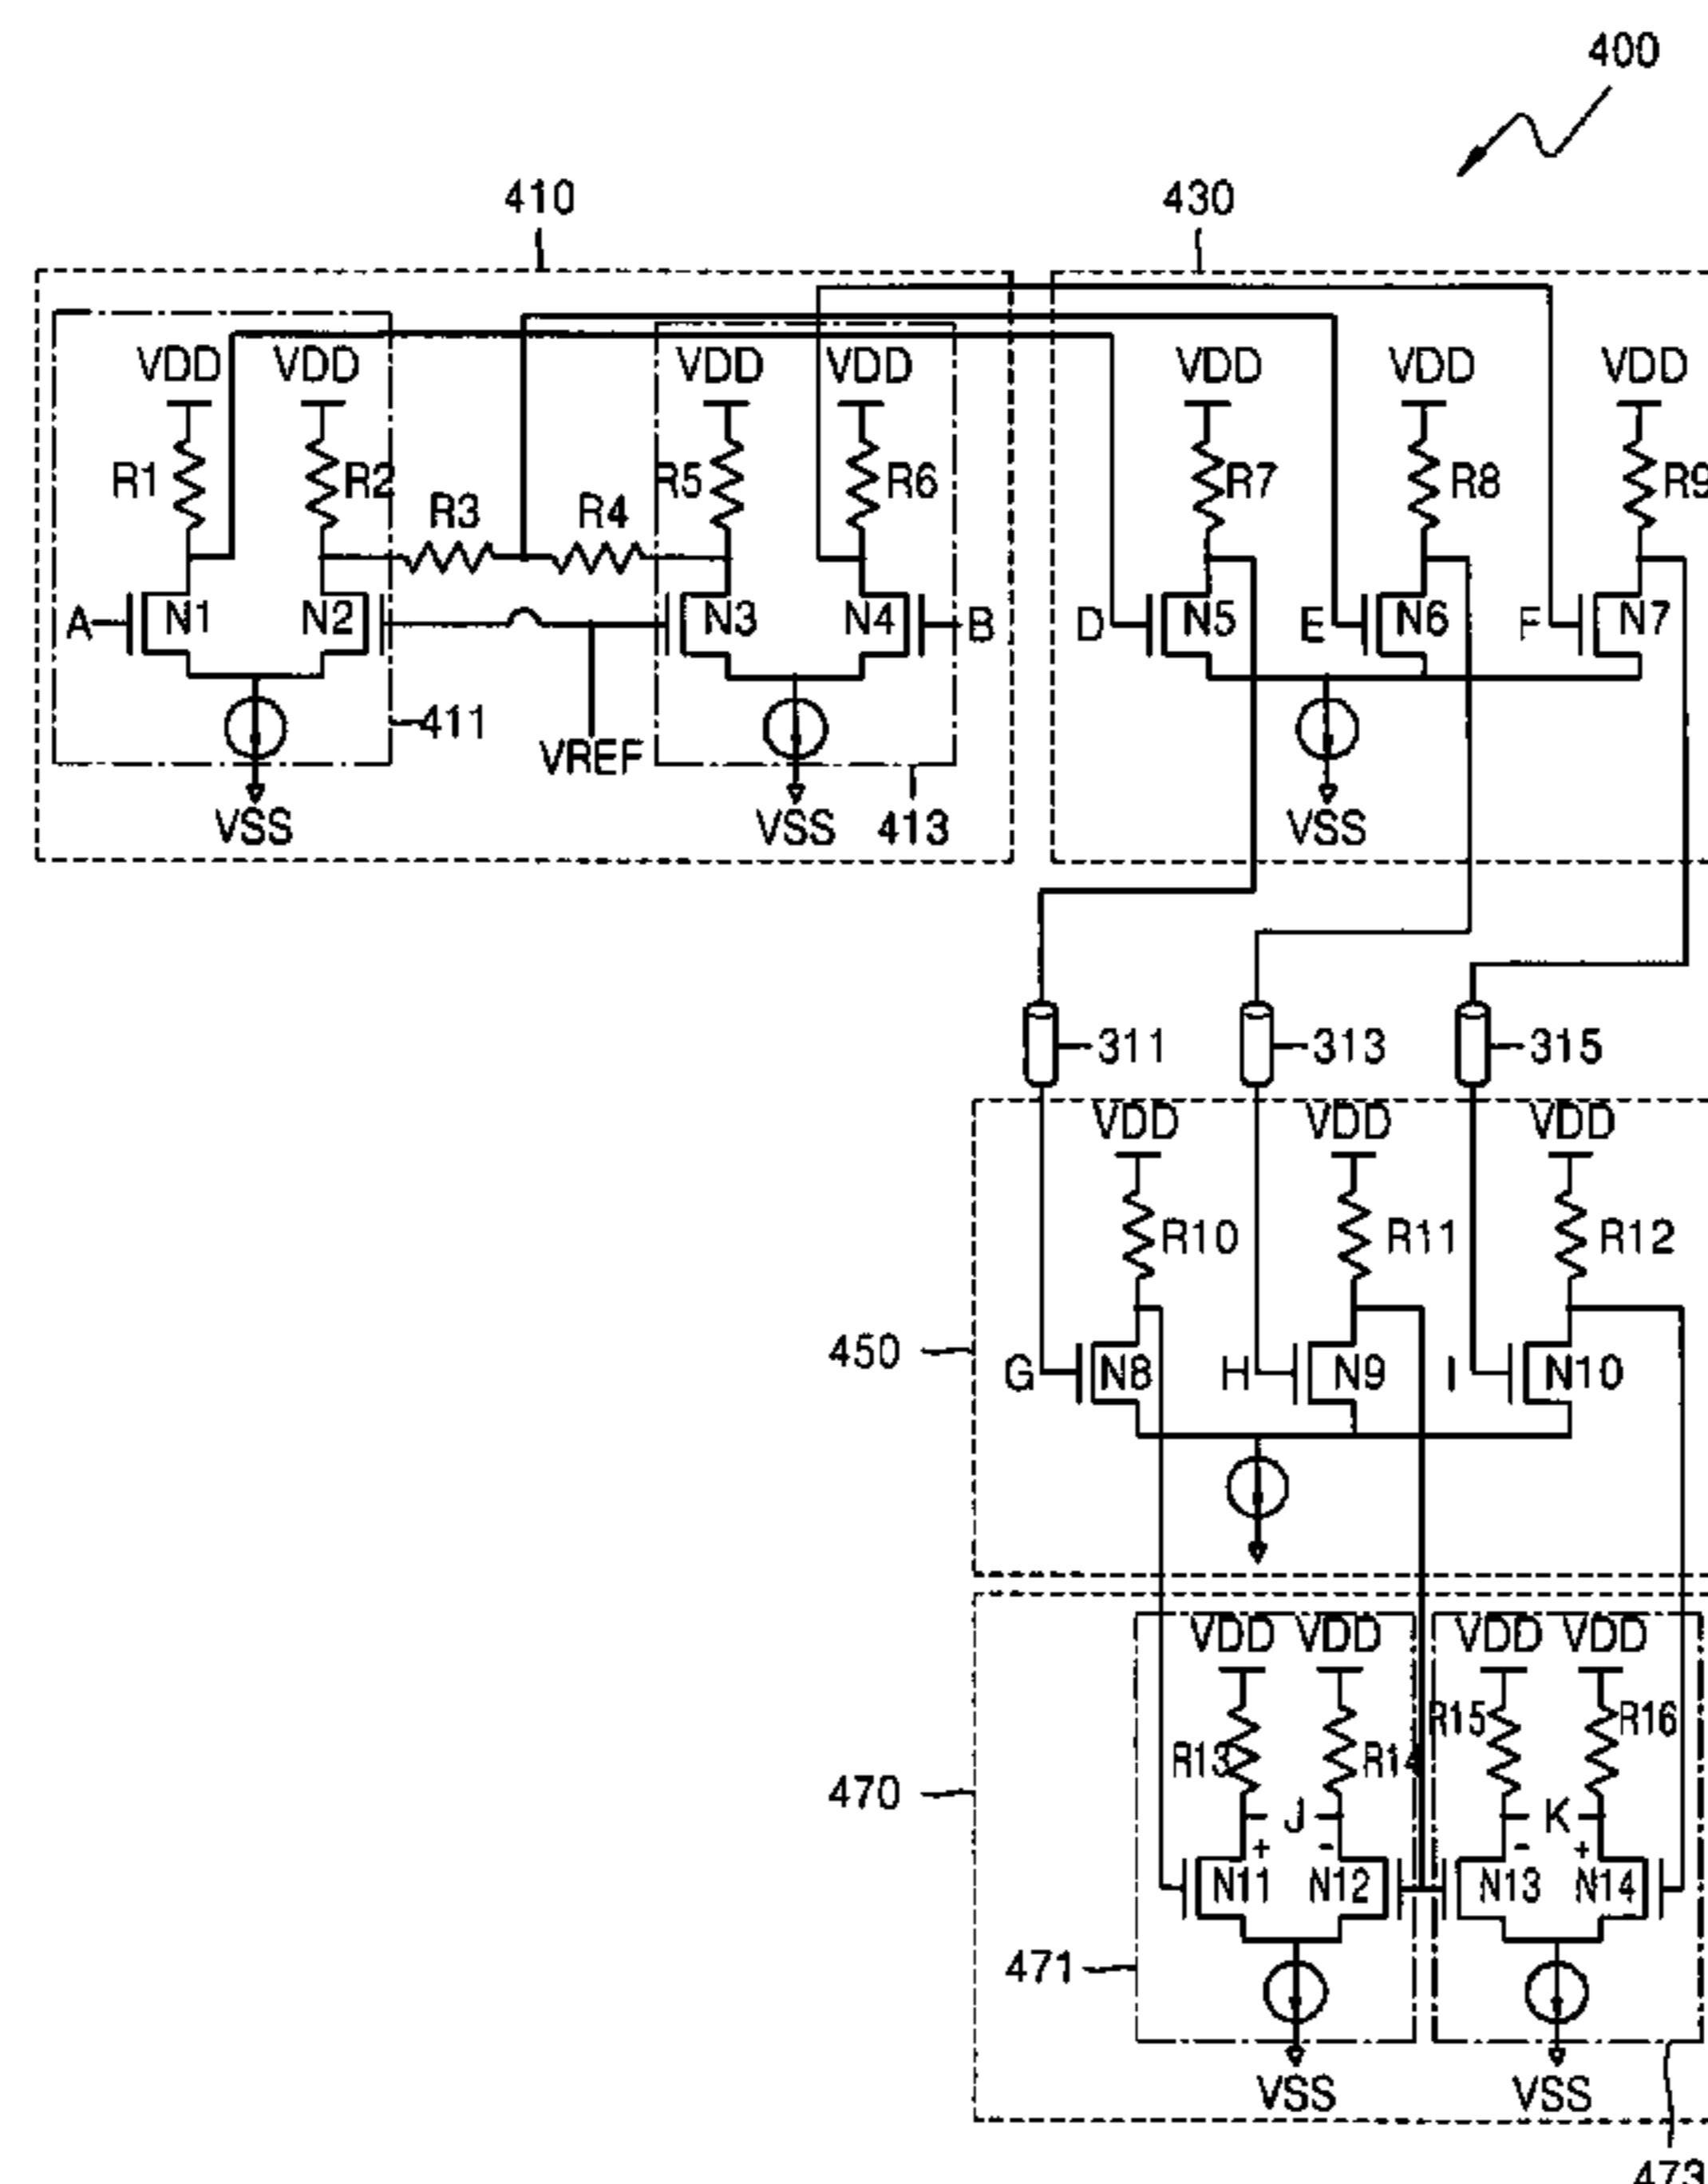 400
410 430
VDD VDD VDD VDD VDD VDD VDD
R1 R2 R3 R4 R5 R6 R7 R8 R9
A N1 N2 N3 N4 B D N5 E N6 F N7
411 VREF
VSS VSS 413 VSS
311 313 315
VDD VDD VDD
R10 R11 R12
450
G N8 H N9 I N10
VDD VDD VDD VDD
R13 R14 R15 R16
470
J K
+ - - +
N11 N12 N13 N14
471
VSS VSS
473